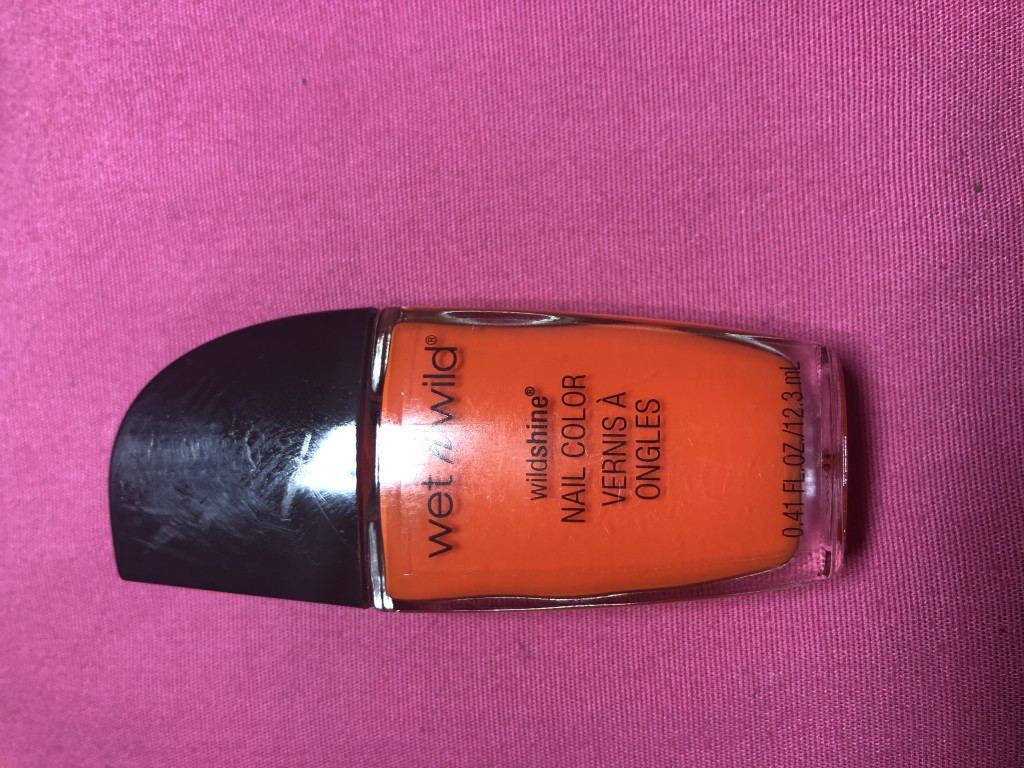 wet n wild®
wildshine®
NAIL COLOR
VERNIS À
ONGLES
0.41 FL.OZ./12.3 mL